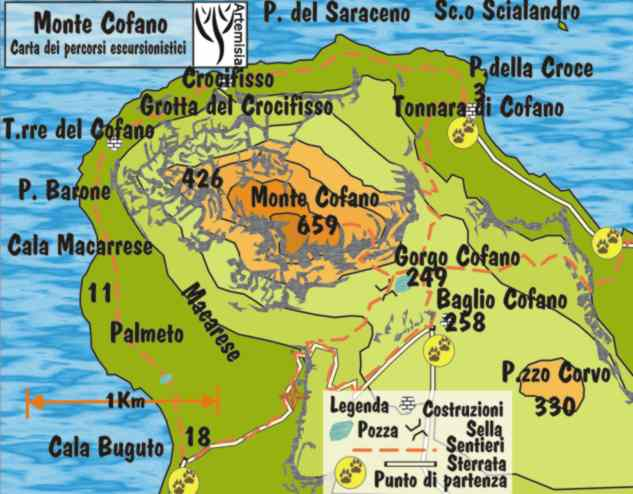 Monte Cofano
Carta dei percorsi escursionistici
Artemisia
P. del Saraceno
Sc.o Scialandro
Crocifisso
Grotta del Crocifisso
P. della Croce
3
Tonnara di Cofano
T.rre del Cofano
426
P. Barone
Monte Cofano
659
Cala Macarrese
Gorgo Cofano
249
11
Macarese
Baglio Cofano
258
Palmeto
P.zzo Corvo
330
1Km
18
Cala Buguto
Legenda
Costruzioni
Pozza
Sella
Sentieri
Sterrata
Punto di partenza